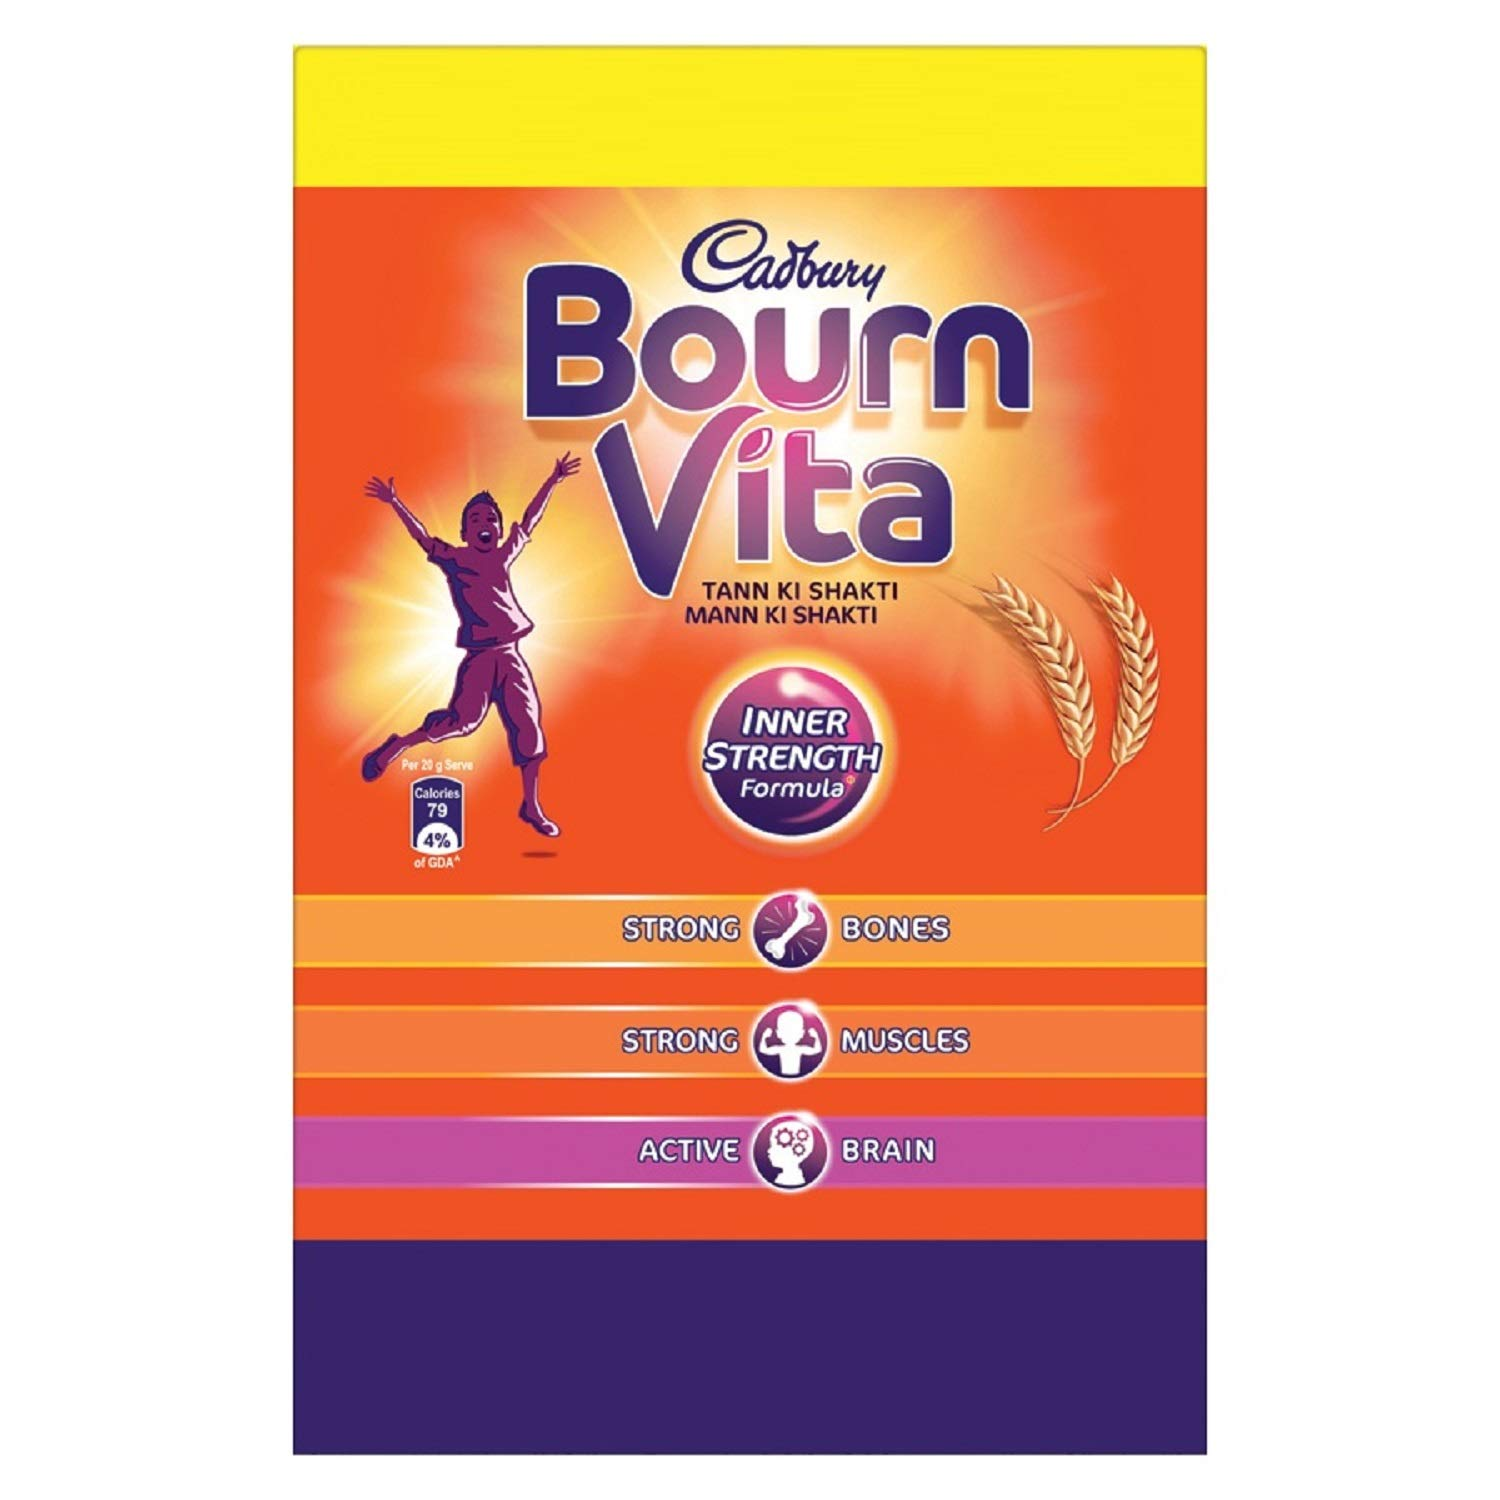 Cadbury
Bourn
Vita
TANN KI SHAKTI
MANN KI SHAKTI
INNER
STRENGTH
Formula
Per 20 g Serve
Calories
79
4%
of GDA^
STRONG BONES
STRONG MUSCLES
ACTIVE BRAIN